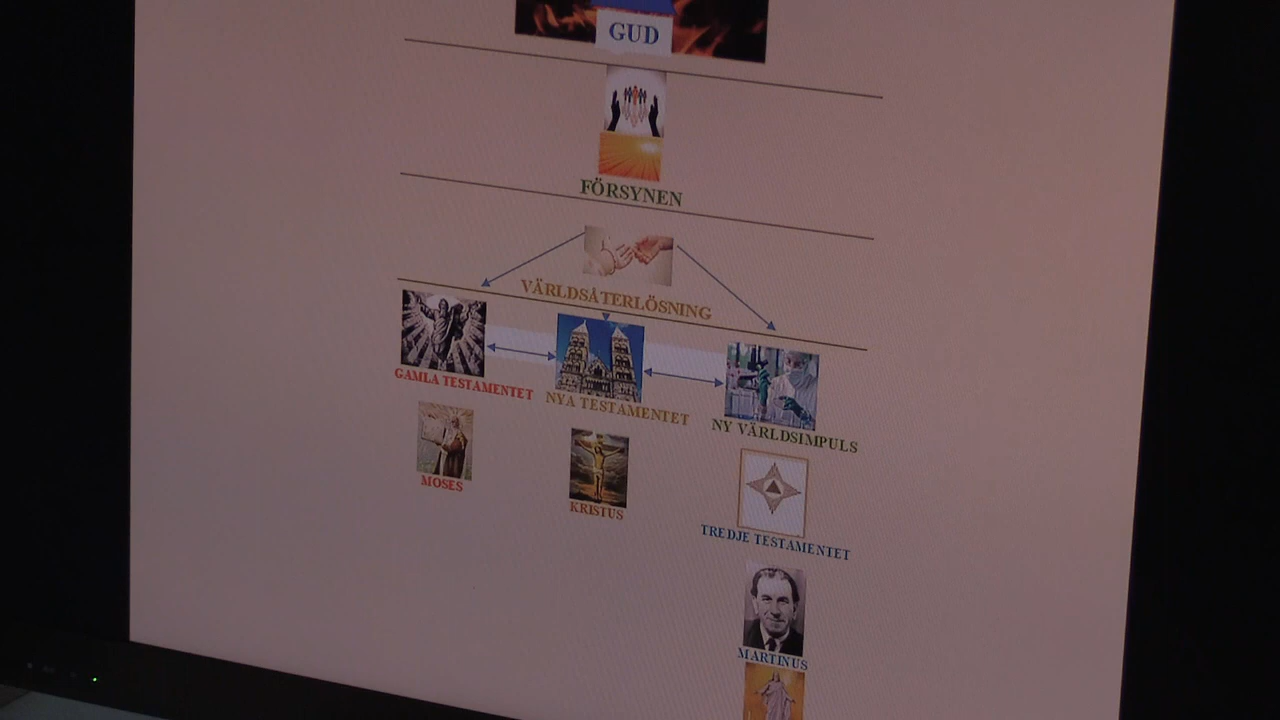 GUD
FÖRSYNEN
VÄRLDSÅTERLÖSNING
GAMLA TESTAMENTET
NYA TESTAMENTET
NY VÄRLDSIMPULS
MOSES
KRISTUS
TREDJE TESTAMENTET
MARTINUS